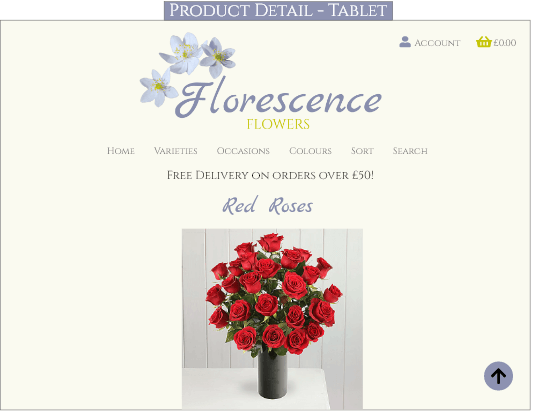 Product Detail - Tablet
Account £0.00
Florescence
FLOWERS
Home Varieties Occasions Colours Sort Search
Free Delivery on orders over £50!
Red Roses